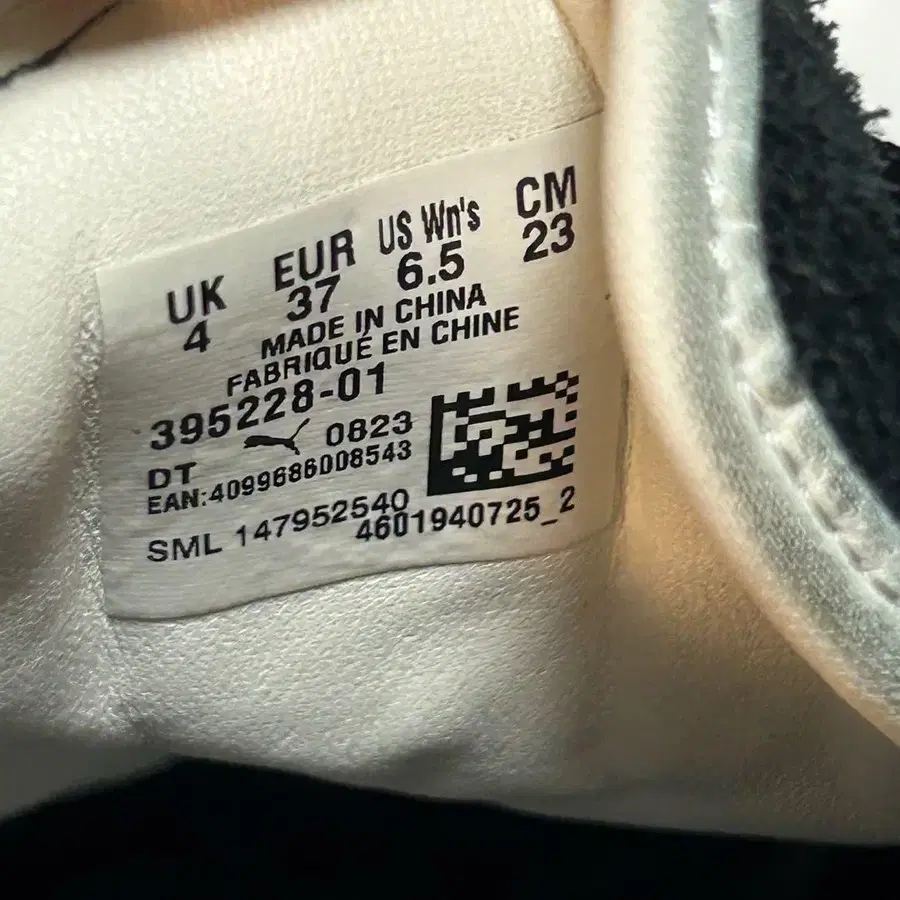 UK EUR US Wn's CM
4 37 6.5 23
MADE IN CHINA
FABRIQUÉ EN CHINE
395228-01
DT 0823
EAN:4099686008543
SML 147952540
4601940725_2